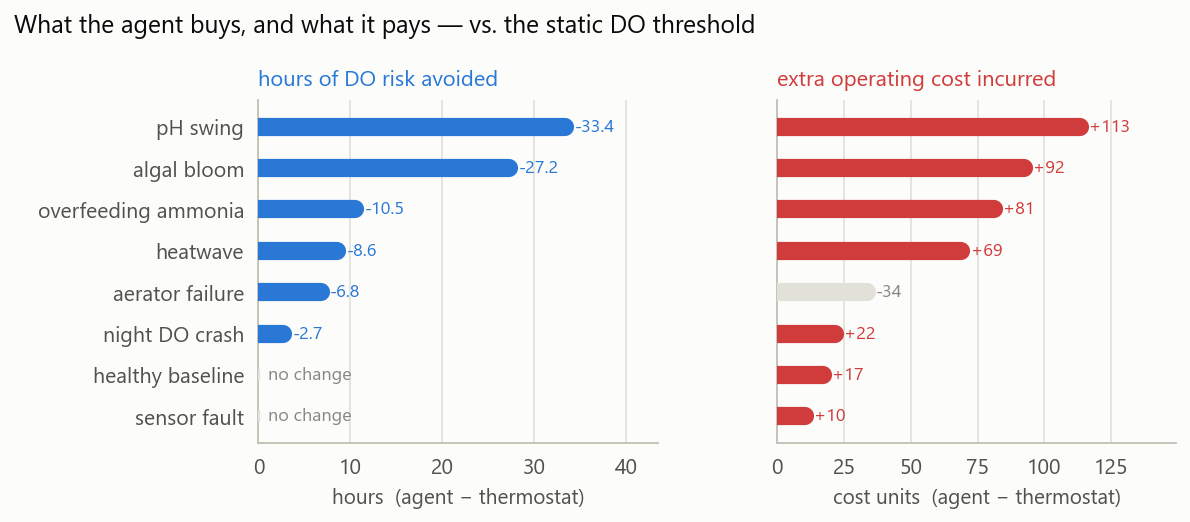 What the agent buys, and what it pays — vs. the static DO threshold
hours of DO risk avoided
pH swing -33.4
algal bloom -27.2
overfeeding ammonia -10.5
heatwave -8.6
aerator failure -6.8
night DO crash -2.7
healthy baseline no change
sensor fault no change
0 10 20 30 40
hours (agent − thermostat)
extra operating cost incurred
+113
+92
+81
+69
-34
+22
+17
+10
0 25 50 75 100 125
cost units (agent − thermostat)